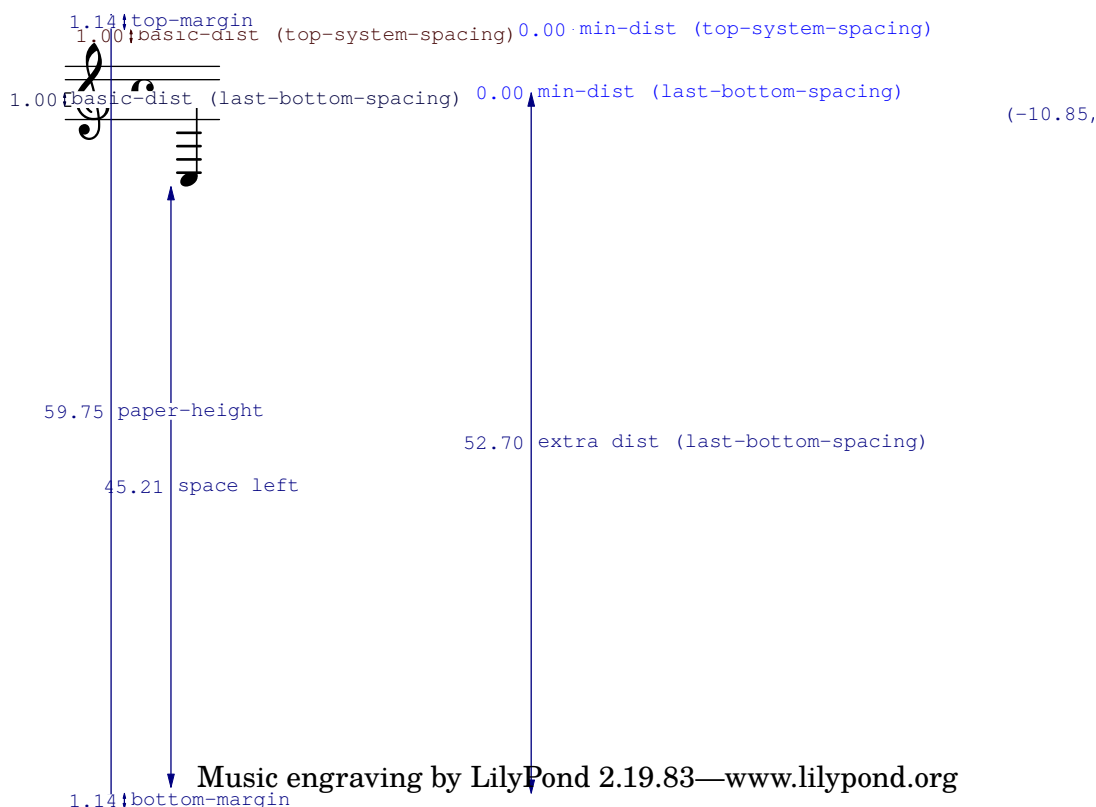 1.14 top-margin
1.00 basic-dist (top-system-spacing) 0.00 min-dist (top-system-spacing)
1.00 basic-dist (last-bottom-spacing) 0.00 min-dist (last-bottom-spacing)
(-10.85,
59.75 paper-height
52.70 extra dist (last-bottom-spacing)
45.21 space left
Music engraving by LilyPond 2.19.83—www.lilypond.org
1.14 bottom-margin